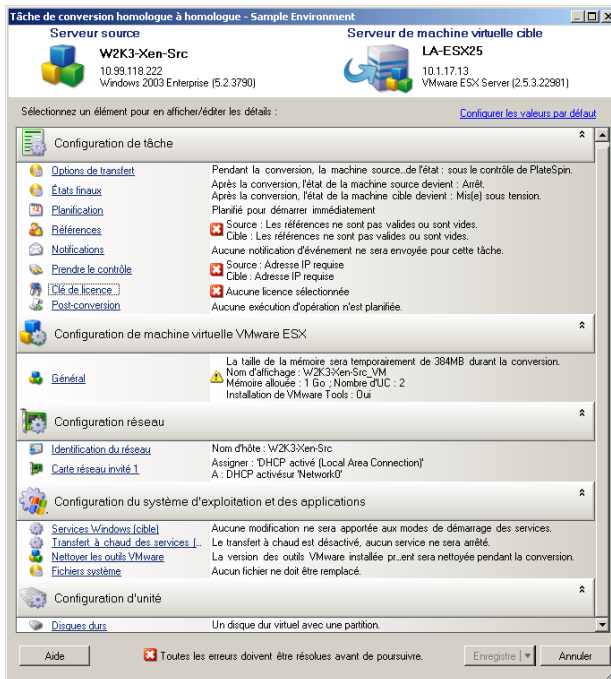 Tâche de conversion homologue à homologue - Sample Environment
Serveur source
Serveur de machine virtuelle cible
W2K3-Xen-Src
LA-ESX25
10.99.118.222
10.1.17.13
Windows 2003 Enterprise (5.2.3790)
VMware ESX Server (2.5.3.22981)
Sélectionnez un élément pour en afficher/éditer les détails :
Configurer les valeurs par défaut
Configuration de tâche
Options de transfert
Pendant la conversion, la machine source...de l'état : sous le contrôle de PlateSpin.
États finaux
Après la conversion, l'état de la machine source devient : Arrêt.
Après la conversion, l'état de la machine cible devient : Mis(e) sous tension.
Planification
Planifié pour démarrer immédiatement
Références
Source : Les références ne sont pas valides ou sont vides.
Cible : Les références ne sont pas valides ou sont vides.
Notifications
Aucune notification d'événement ne sera envoyée pour cette tâche.
Prendre le contrôle
Source : Adresse IP requise
Cible : Adresse IP requise
Clé de licence
Aucune licence sélectionnée
Post-conversion
Aucune exécution d'opération n'est planifiée.
Configuration de machine virtuelle VMware ESX
Général
La taille de la mémoire sera temporairement de 384MB durant la conversion.
Nom d'affichage : W2K3-Xen-Src_VM
Mémoire allouée : 1 Go ; Nombre d'UC : 2
Installation de VMware Tools : Oui
Configuration réseau
Identification du réseau
Nom d'hôte : W2K3-Xen-Src
Carte réseau invité 1
Assigner : 'DHCP activé (Local Area Connection)'
A : DHCP activésur 'Network0'
Configuration du système d'exploitation et des applications
Services Windows (cible)
Aucune modification ne sera apportée aux modes de démarrage des services.
Transfert à chaud des services (...
Le transfert à chaud est désactivé, aucun service ne sera arrêté.
Nettoyer les outils VMware
La version des outils VMware installée pr...ent sera nettoyée pendant la conversion.
Fichiers système
Aucun fichier ne doit être remplacé.
Configuration d'unité
Disques durs
Un disque dur virtuel avec une partition.
Aide
Toutes les erreurs doivent être résolues avant de poursuivre.
Enregistre
Annuler